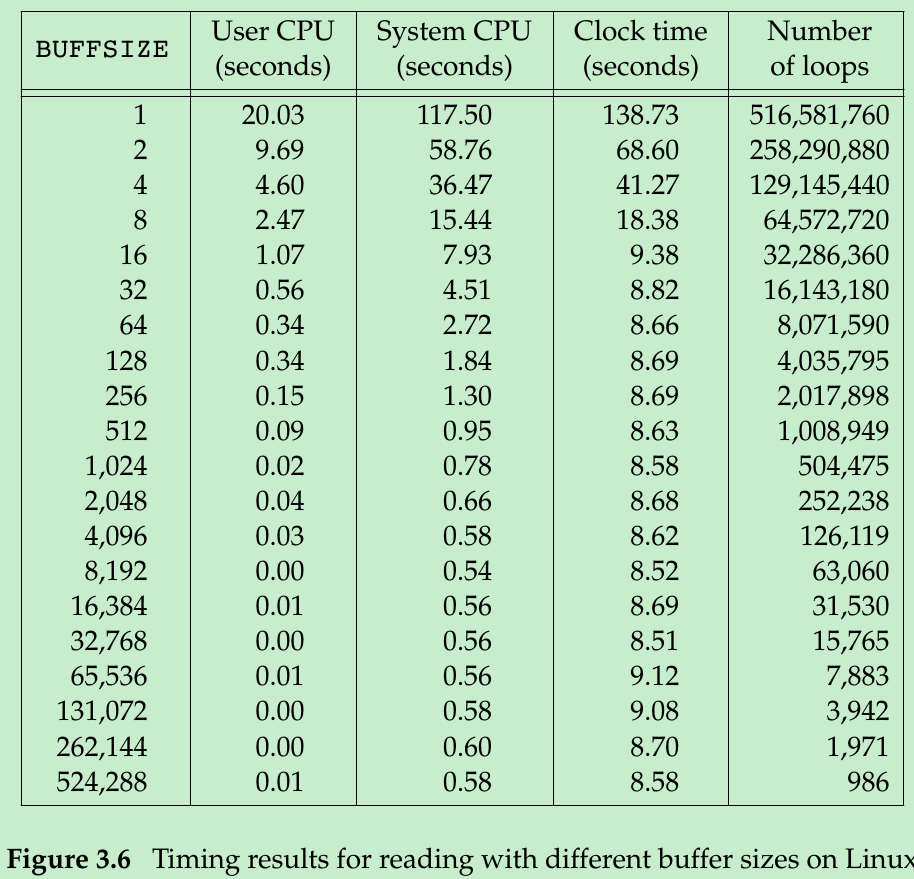 BUFFSIZE User CPU (seconds) System CPU (seconds) Clock time (seconds) Number of loops
1 20.03 117.50 138.73 516,581,760
2 9.69 58.76 68.60 258,290,880
4 4.60 36.47 41.27 129,145,440
8 2.47 15.44 18.38 64,572,720
16 1.07 7.93 9.38 32,286,360
32 0.56 4.51 8.82 16,143,180
64 0.34 2.72 8.66 8,071,590
128 0.34 1.84 8.69 4,035,795
256 0.15 1.30 8.69 2,017,898
512 0.09 0.95 8.63 1,008,949
1,024 0.02 0.78 8.58 504,475
2,048 0.04 0.66 8.68 252,238
4,096 0.03 0.58 8.62 126,119
8,192 0.00 0.54 8.52 63,060
16,384 0.01 0.56 8.69 31,530
32,768 0.00 0.56 8.51 15,765
65,536 0.01 0.56 9.12 7,883
131,072 0.00 0.58 9.08 3,942
262,144 0.00 0.60 8.70 1,971
524,288 0.01 0.58 8.58 986
Figure 3.6 Timing results for reading with different buffer sizes on Linux